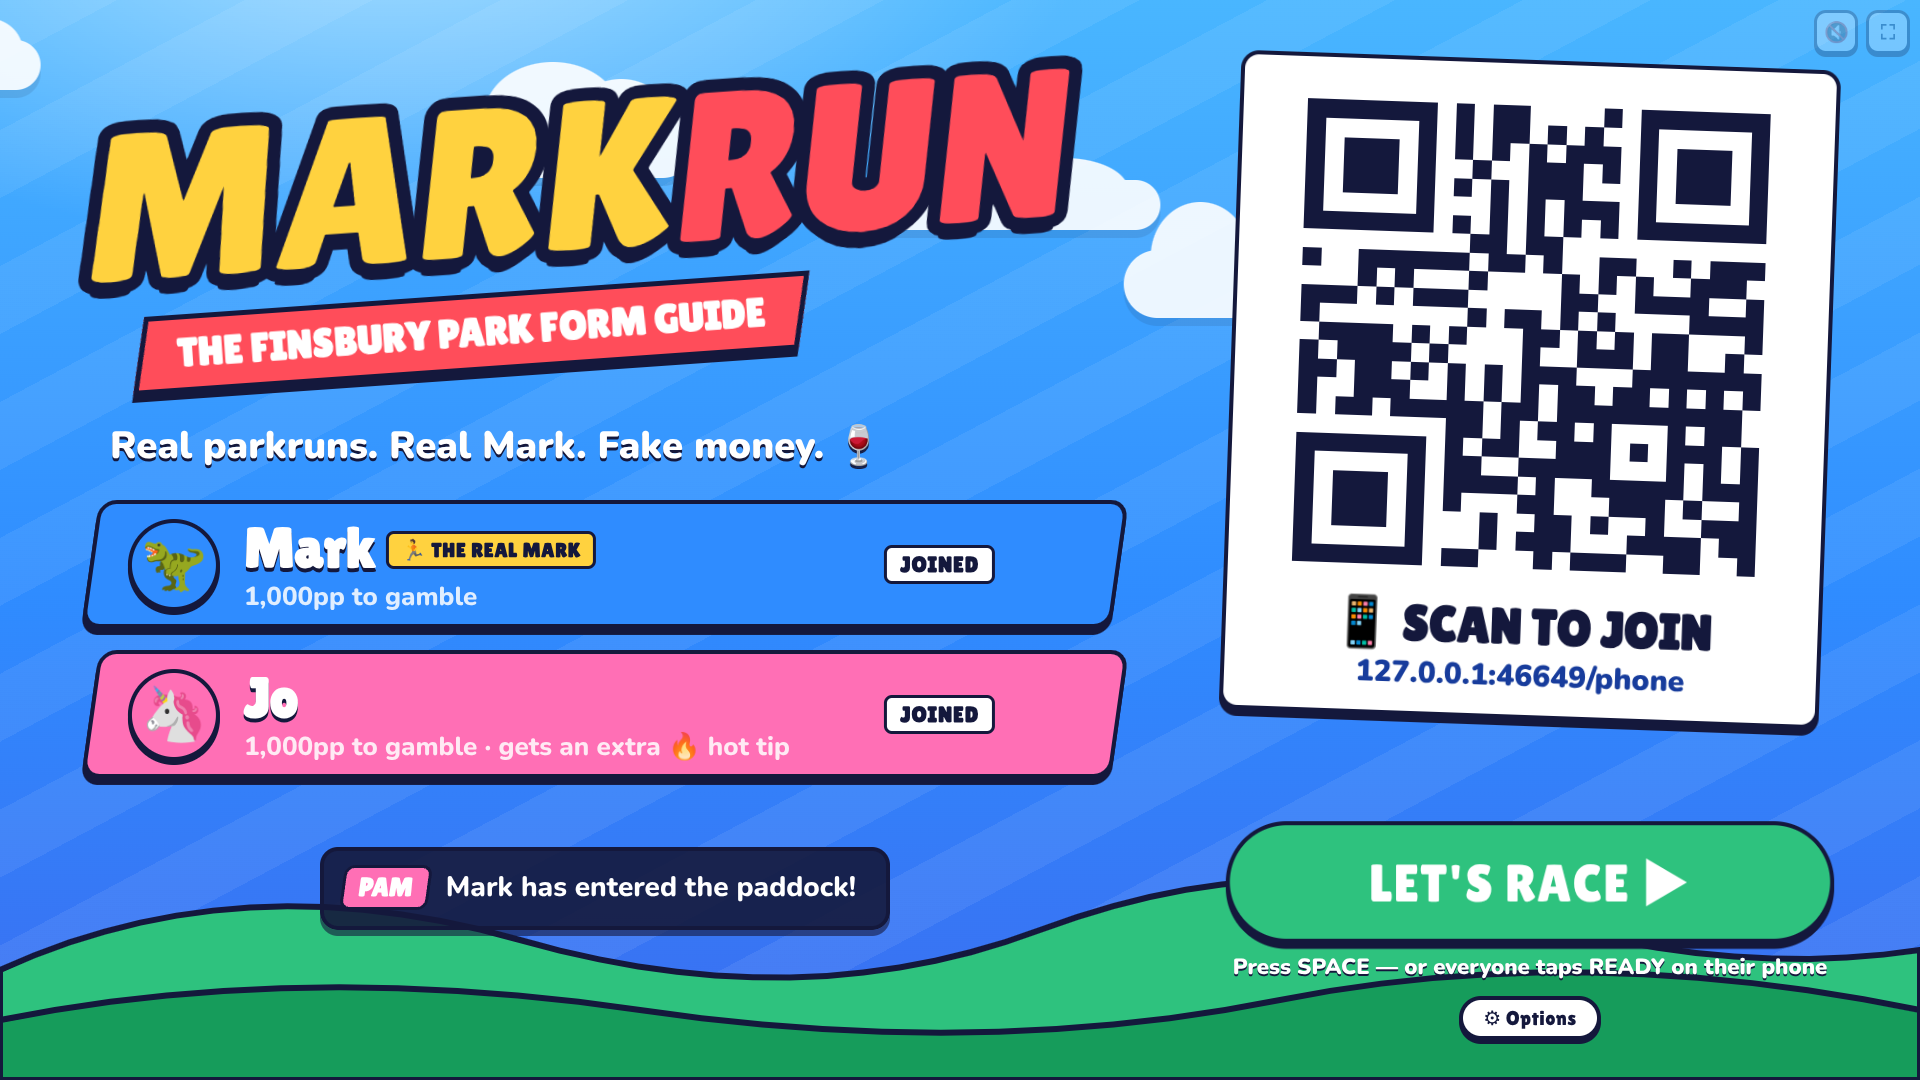 MARKRUN
THE FINSBURY PARK FORM GUIDE
Real parkruns. Real Mark. Fake money. 🍷
Mark
🏃 THE REAL MARK
1,000pp to gamble
JOINED
Jo
1,000pp to gamble · gets an extra 🔥 hot tip
JOINED
PAM Mark has entered the paddock!
📱 SCAN TO JOIN
127.0.0.1:46649/phone
LET'S RACE ▶
Press SPACE — or everyone taps READY on their phone
⚙ Options